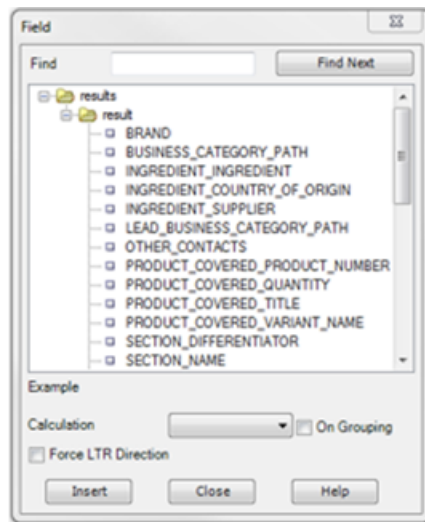 Field
Find
Find Next
results
result
BRAND
BUSINESS_CATEGORY_PATH
INGREDIENT_INGREDIENT
INGREDIENT_COUNTRY_OF_ORIGIN
INGREDIENT_SUPPLIER
LEAD_BUSINESS_CATEGORY_PATH
OTHER_CONTACTS
PRODUCT_COVERED_PRODUCT_NUMBER
PRODUCT_COVERED_QUANTITY
PRODUCT_COVERED_TITLE
PRODUCT_COVERED_VARIANT_NAME
SECTION_DIFFERENTIATOR
SECTION_NAME
Example
Calculation
On Grouping
Force LTR Direction
Insert Close Help